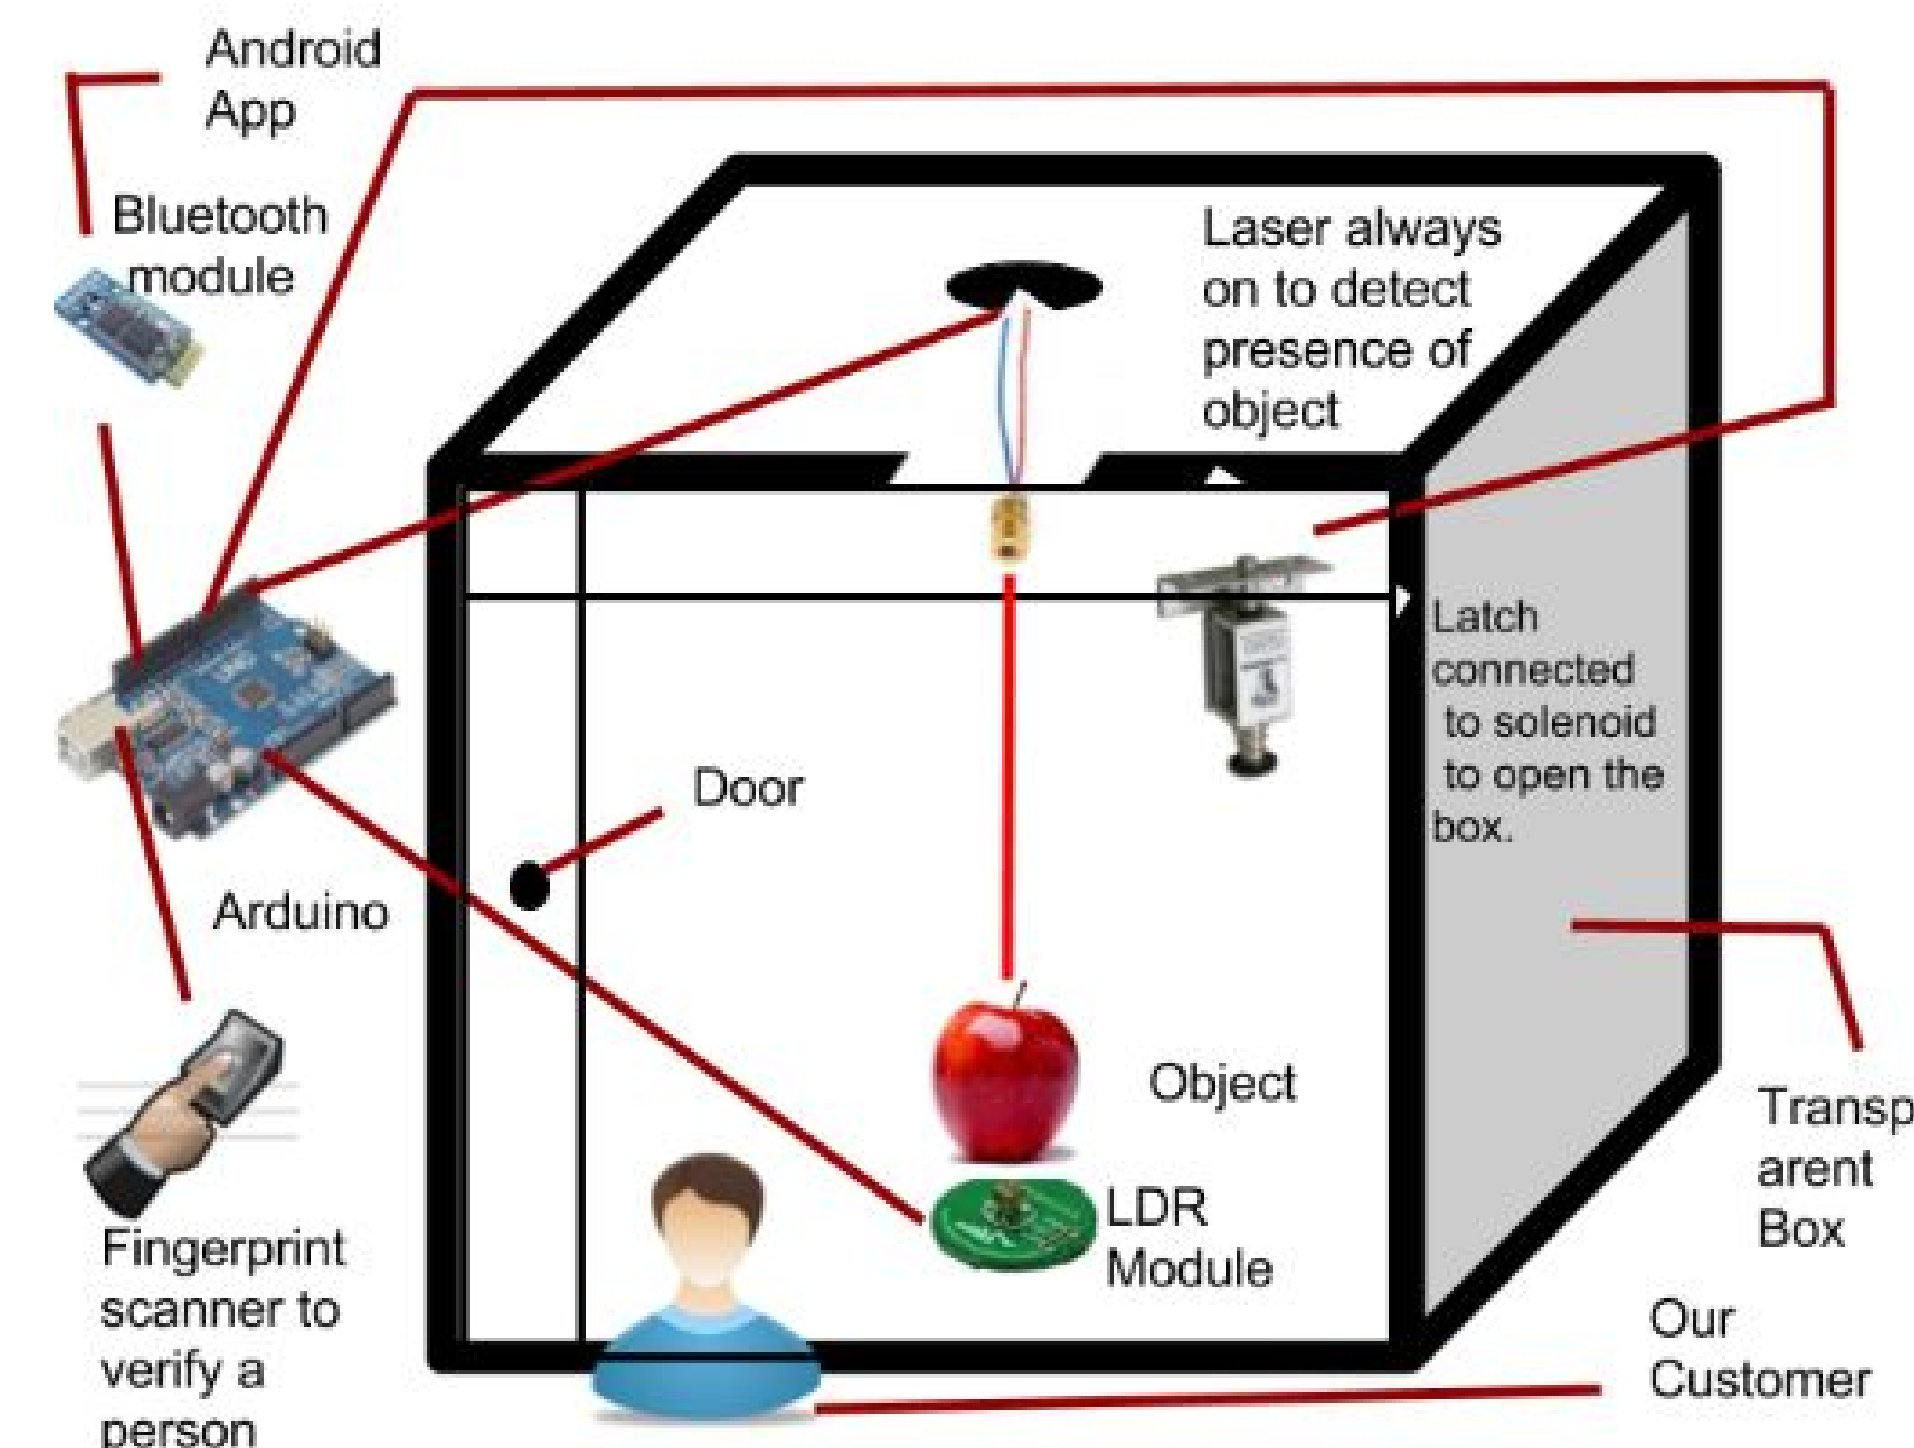 Android
App
Bluetooth
module
Laser always
on to detect
presence of
object
Latch
connected
to solenoid
to open the
box.
Door
Arduino
Object
LDR
Module
Transp
arent
Box
Fingerprint
scanner to
verify a
person
Our
Customer